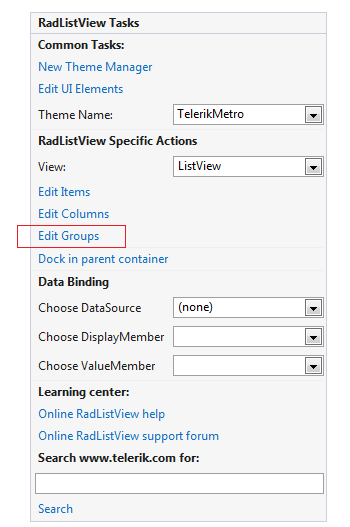 RadListView Tasks
Common Tasks:
New Theme Manager
Edit UI Elements
Theme Name: TelerikMetro
RadListView Specific Actions
View: ListView
Edit Items
Edit Columns
Edit Groups
Dock in parent container
Data Binding
Choose DataSource (none)
Choose DisplayMember
Choose ValueMember
Learning center:
Online RadListView help
Online RadListView support forum
Search www.telerik.com for:
Search